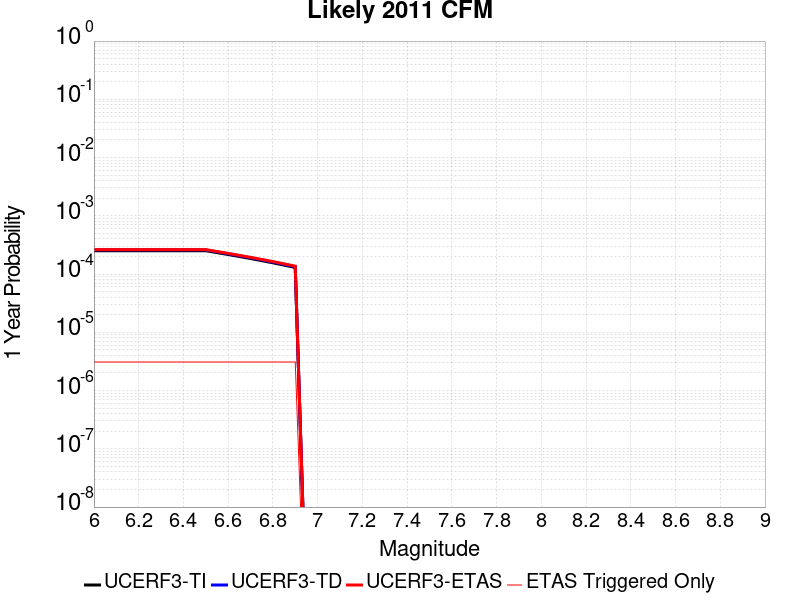 Likely 2011 CFM
10^0
10^-1
10^-2
10^-3
10^-4
10^-5
10^-6
10^-7
10^-8
1 Year Probability
6 6.2 6.4 6.6 6.8 7 7.2 7.4 7.6 7.8 8 8.2 8.4 8.6 8.8 9
Magnitude
UCERF3-TI UCERF3-TD UCERF3-ETAS ETAS Triggered Only